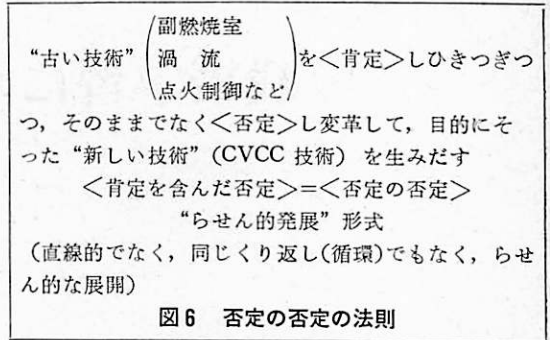 副燃焼室
“古い技術” 渦 流 を＜肯定＞しひきつぎつ
点火制御など
つ，そのままでなく＜否定＞し変革して，目的にそ
った “新しい技術” (CVCC 技術) を生みだす
＜肯定を含んだ否定＞=＜否定の否定＞
“らせん的発展” 形式
(直線的でなく，同じくり返し(循環)でもなく，らせ
ん的な展開)
図6 否定の否定の法則